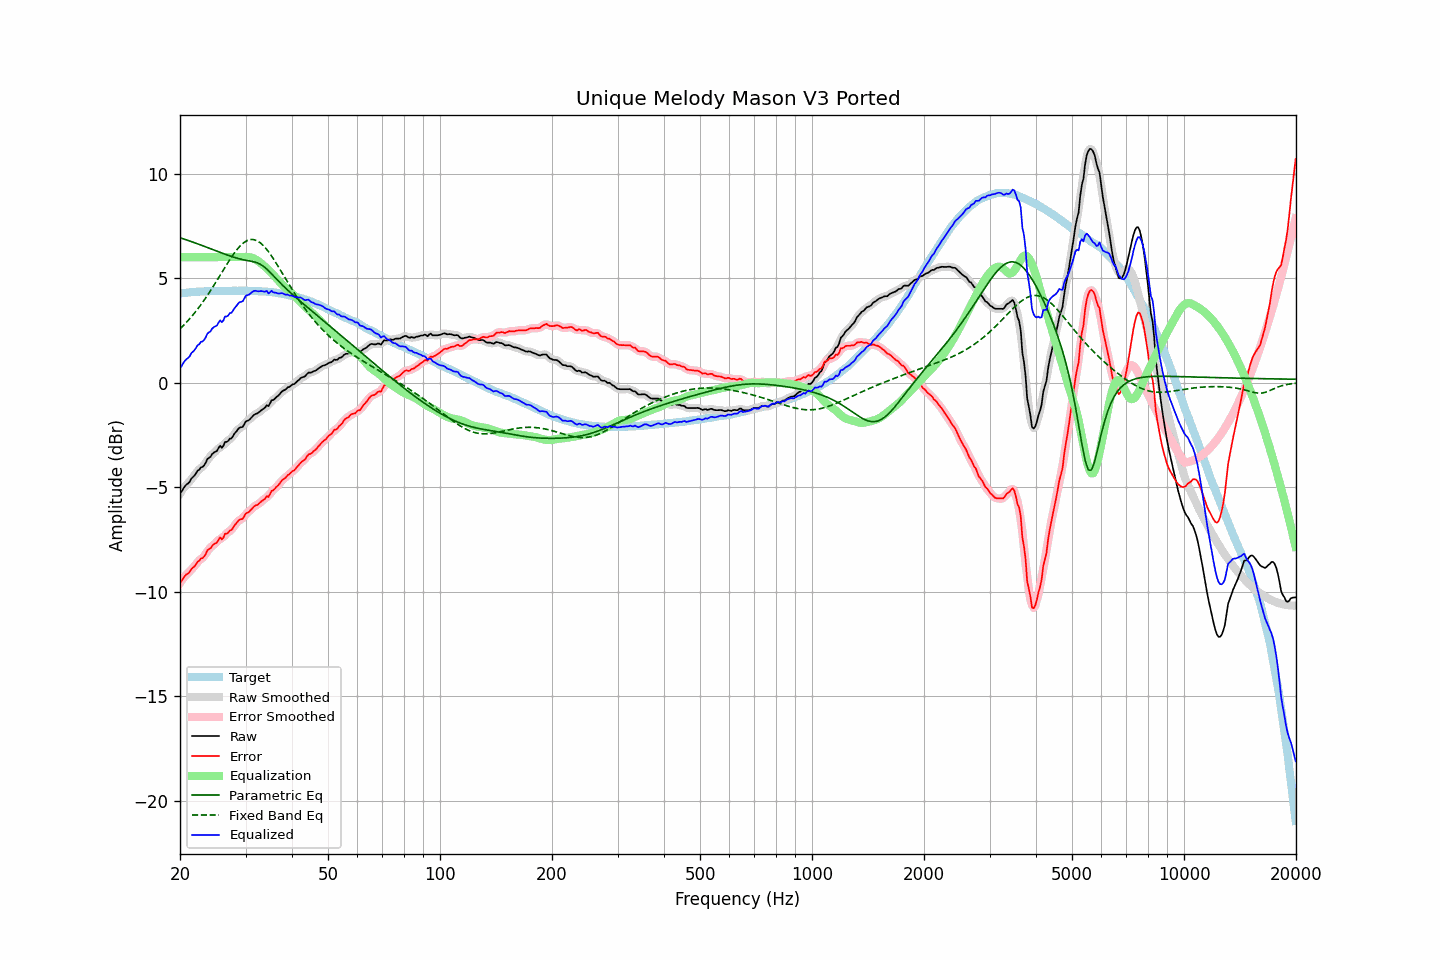 Unique Melody Mason V3 Ported
Amplitude (dBr)
10
5
0
−5
−10
−15
−20
Target
Raw Smoothed
Error Smoothed
Raw
Error
Equalization
Parametric Eq
Fixed Band Eq
Equalized
20 50 100 200 500 1000 2000 5000 10000 20000
Frequency (Hz)